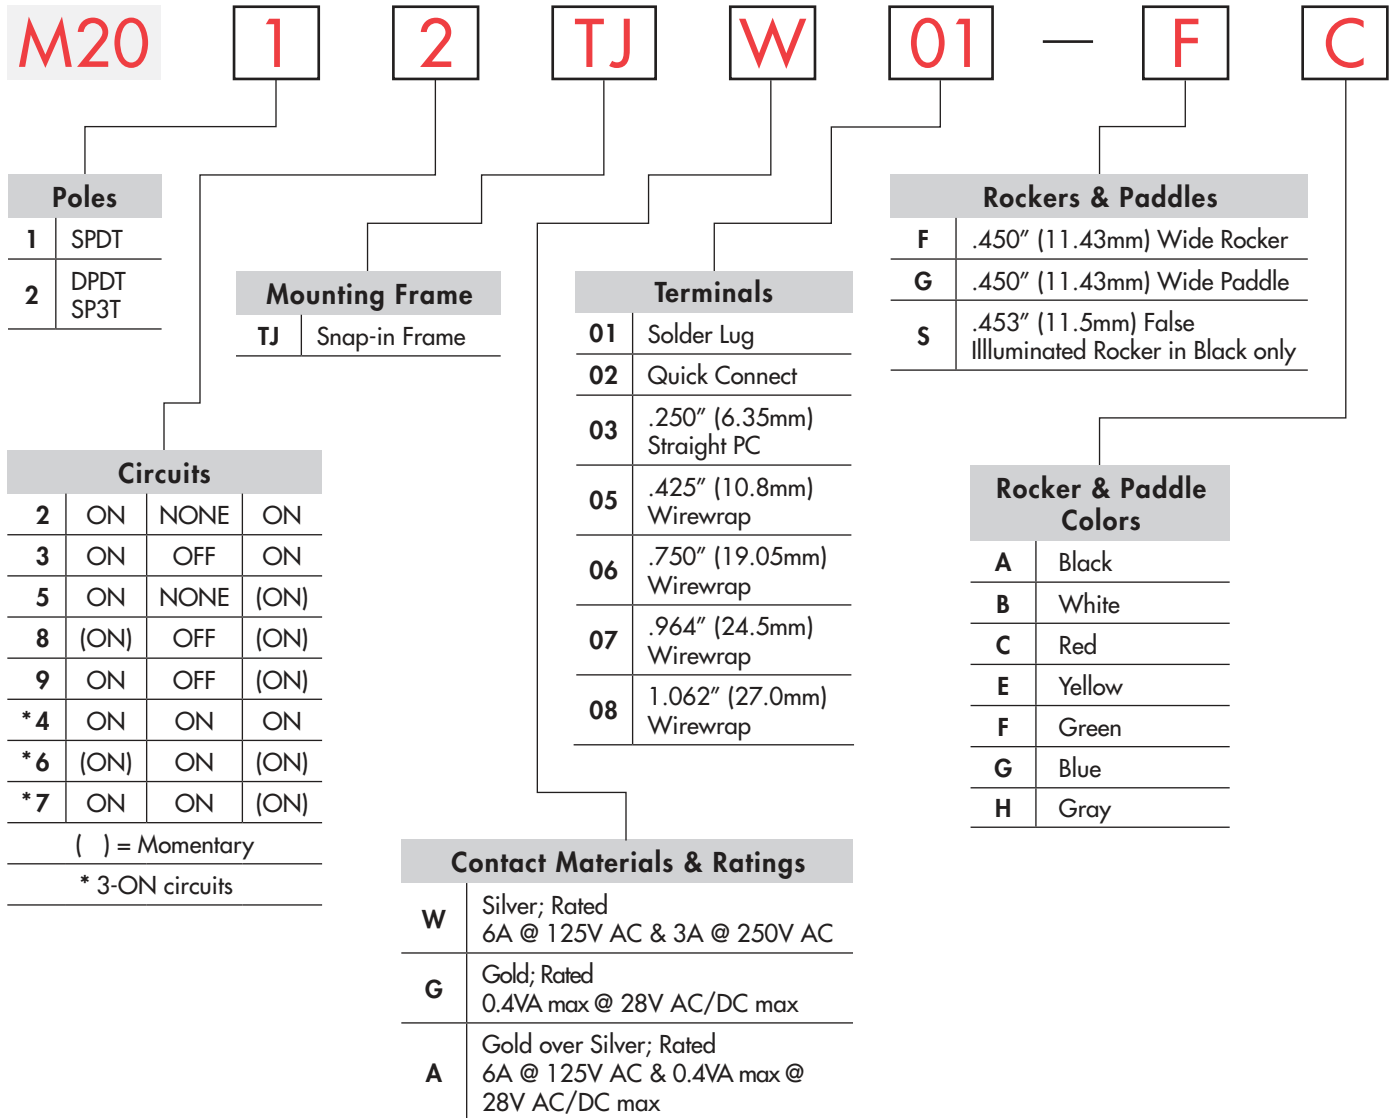 M20 1 2 TJ W 01 — F C
Poles
1 SPDT
2 DPDT
SP3T
Mounting Frame
TJ Snap-in Frame
Terminals
01 Solder Lug
02 Quick Connect
03 .250” (6.35mm)
Straight PC
05 .425” (10.8mm)
Wirewrap
06 .750” (19.05mm)
Wirewrap
07 .964” (24.5mm)
Wirewrap
08 1.062” (27.0mm)
Wirewrap
Rockers & Paddles
F .450” (11.43mm) Wide Rocker
G .450” (11.43mm) Wide Paddle
S .453” (11.5mm) False
Illluminated Rocker in Black only
Circuits
2 ON NONE ON
3 ON OFF ON
5 ON NONE (ON)
8 (ON) OFF (ON)
9 ON OFF (ON)
*4 ON ON ON
*6 (ON) ON (ON)
*7 ON ON (ON)
( ) = Momentary
* 3-ON circuits
Rocker & Paddle
Colors
A Black
B White
C Red
E Yellow
F Green
G Blue
H Gray
Contact Materials & Ratings
W Silver; Rated
6A @ 125V AC & 3A @ 250V AC
G Gold; Rated
0.4VA max @ 28V AC/DC max
A Gold over Silver; Rated
6A @ 125V AC & 0.4VA max @
28V AC/DC max